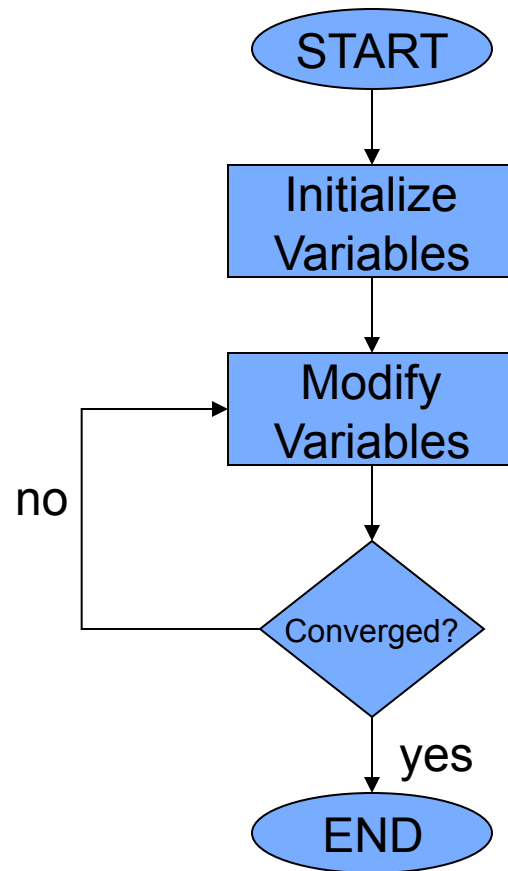 START
Initialize
Variables
Modify
Variables
no
Converged?
yes
END